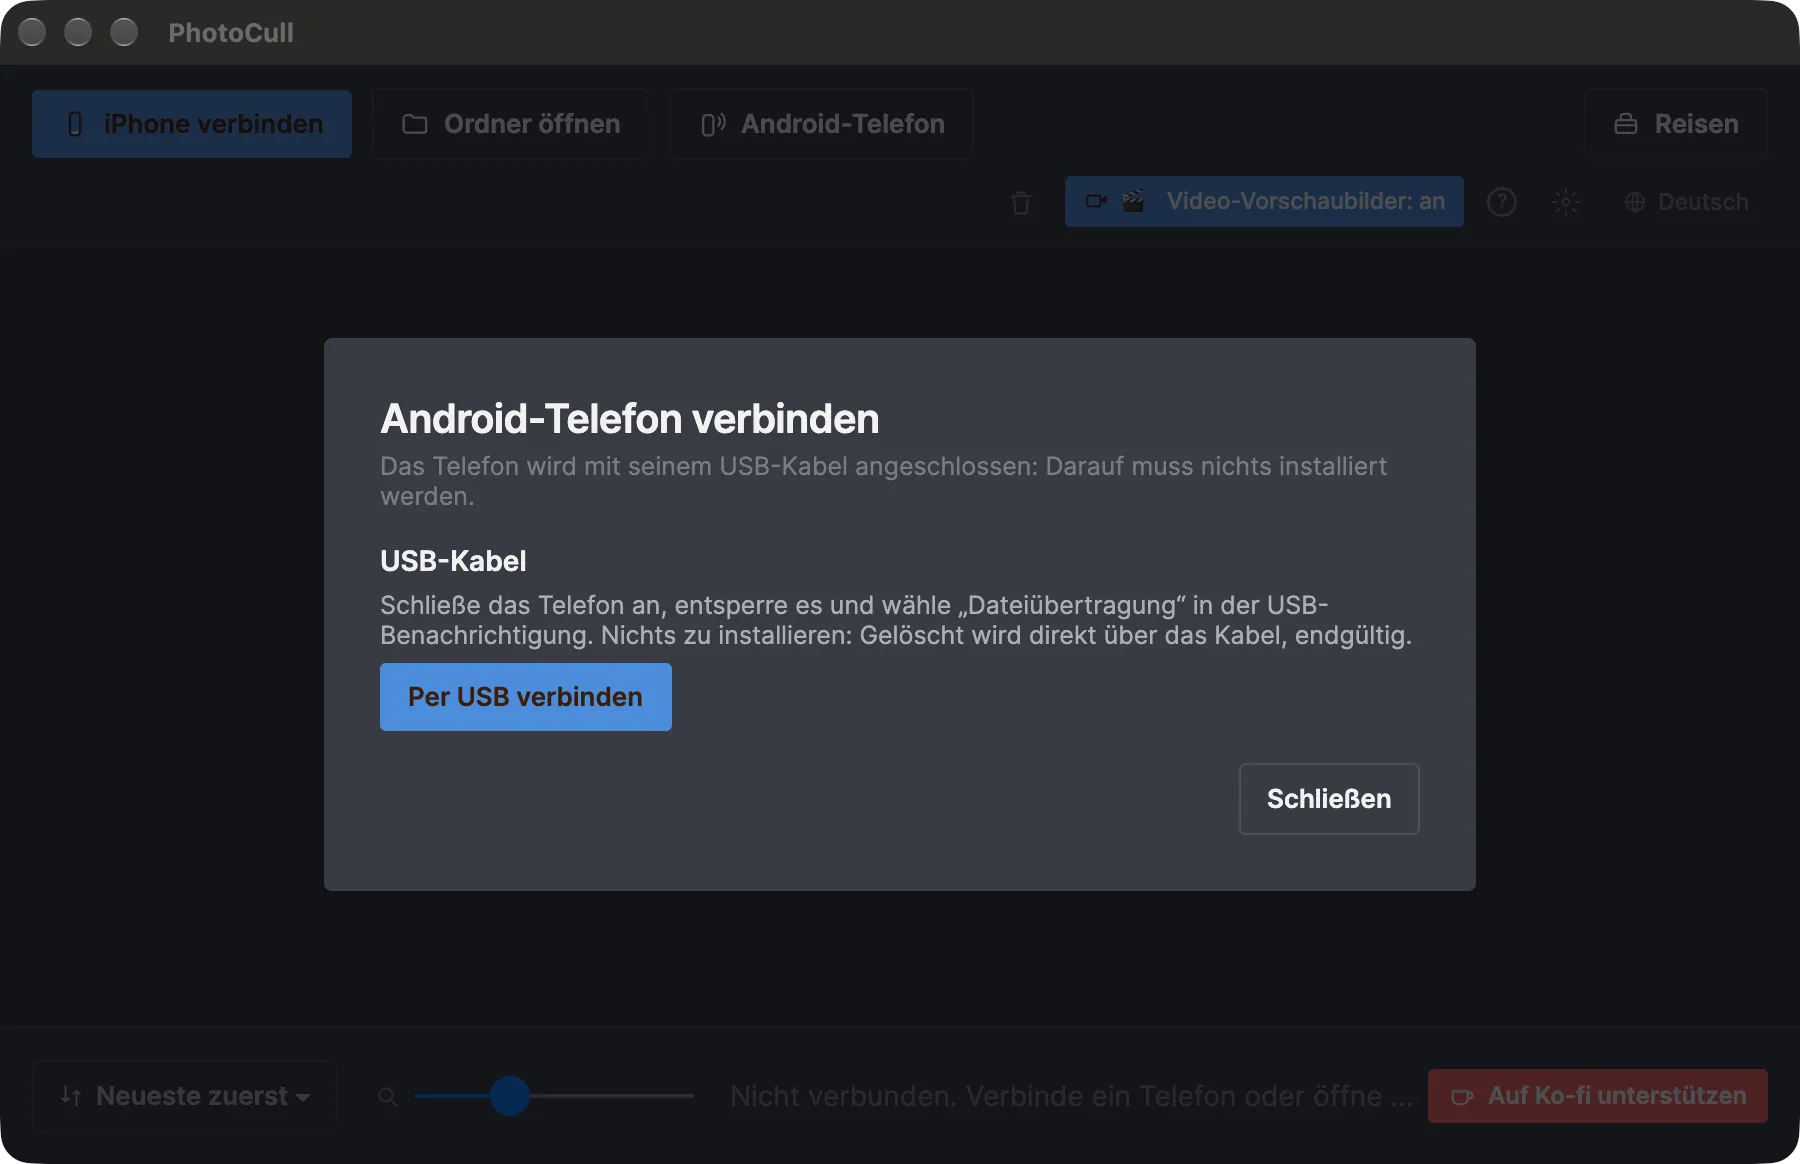 PhotoCull
iPhone verbinden
Ordner öffnen
Android-Telefon
Reisen
Video-Vorschaubilder: an
Deutsch
Android-Telefon verbinden
Das Telefon wird mit seinem USB-Kabel angeschlossen: Darauf muss nichts installiert
werden.
USB-Kabel
Schließe das Telefon an, entsperre es und wähle „Dateiübertragung“ in der USB-
Benachrichtigung. Nichts zu installieren: Gelöscht wird direkt über das Kabel, endgültig.
Per USB verbinden
Schließen
Neueste zuerst
Nicht verbunden. Verbinde ein Telefon oder öffne ...
Auf Ko-fi unterstützen